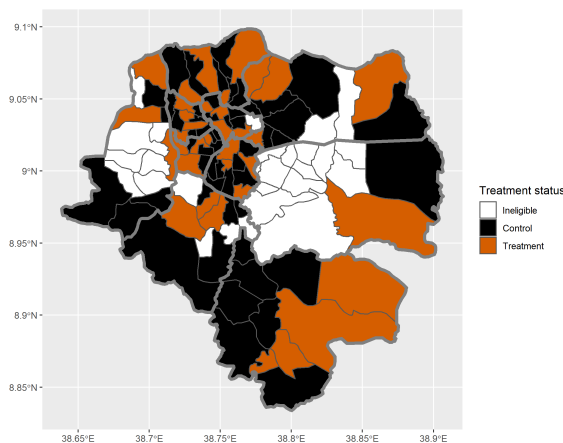 9.1°N
9.05°N
9°N
8.95°N
8.9°N
8.85°N
38.65°E 38.7°E 38.75°E 38.8°E 38.85°E 38.9°E
Treatment status
Ineligible
Control
Treatment